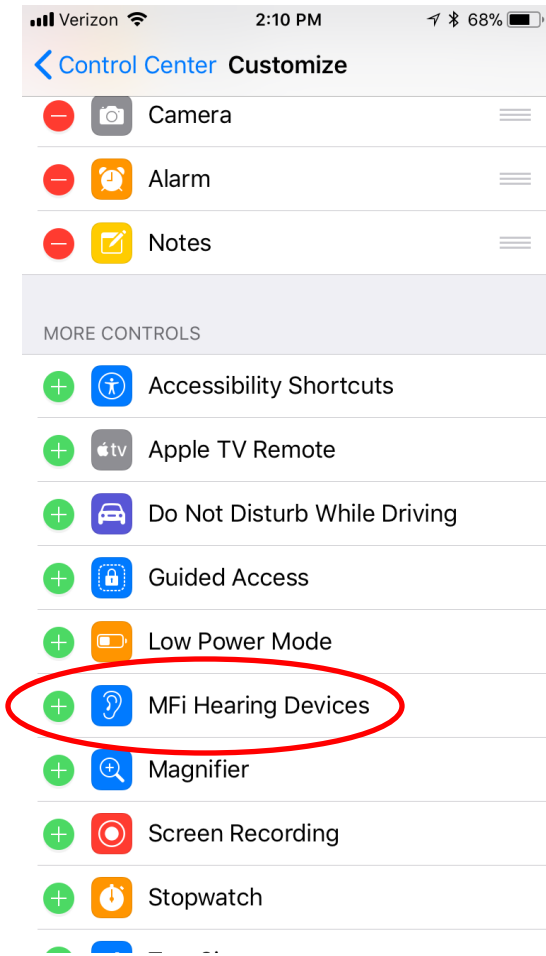 Verizon 2:10 PM 68%
Control Center Customize
Camera
Alarm
Notes
MORE CONTROLS
Accessibility Shortcuts
tv Apple TV Remote
Do Not Disturb While Driving
Guided Access
Low Power Mode
MFi Hearing Devices
Magnifier
Screen Recording
Stopwatch